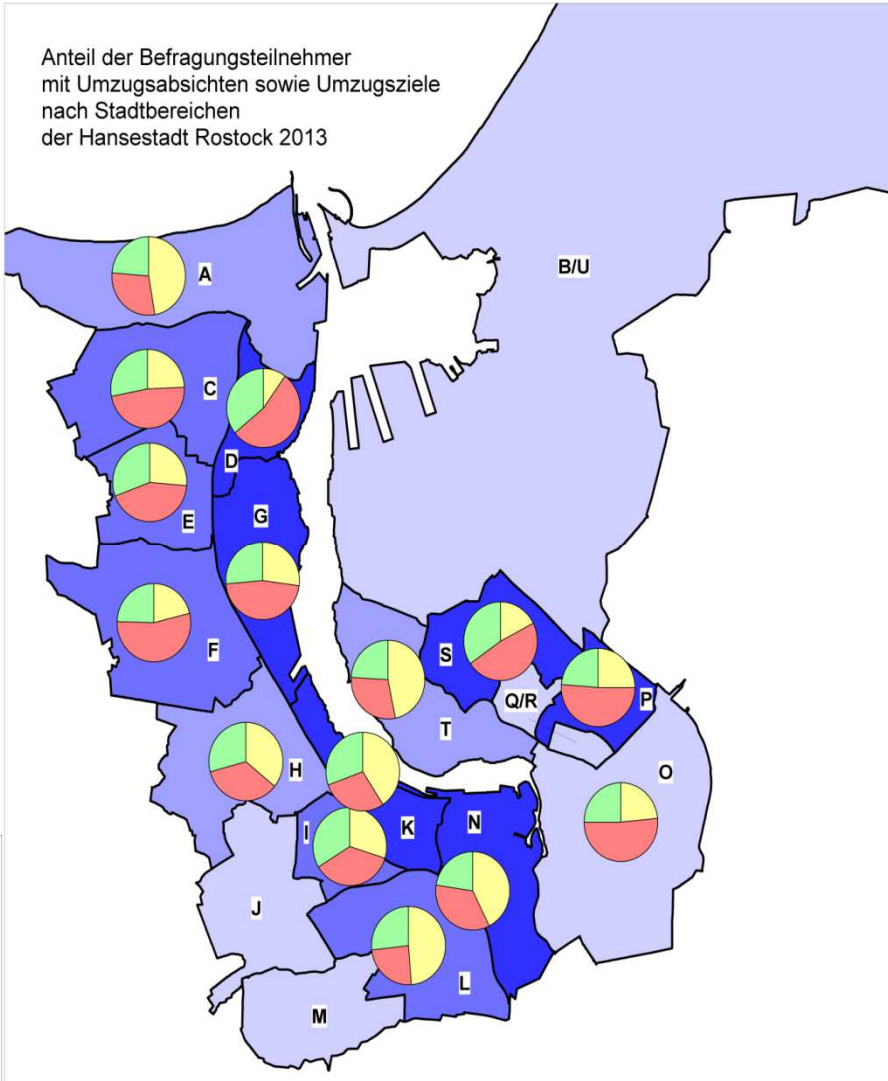 Anteil der Befragungsteilnehmer
mit Umzugsabsichten sowie Umzugsziele
nach Stadtbereichen
der Hansestadt Rostock 2013
A
B/U
C
D
E
G
F
S
Q/R
P
T
H
O
I
K
N
J
L
M